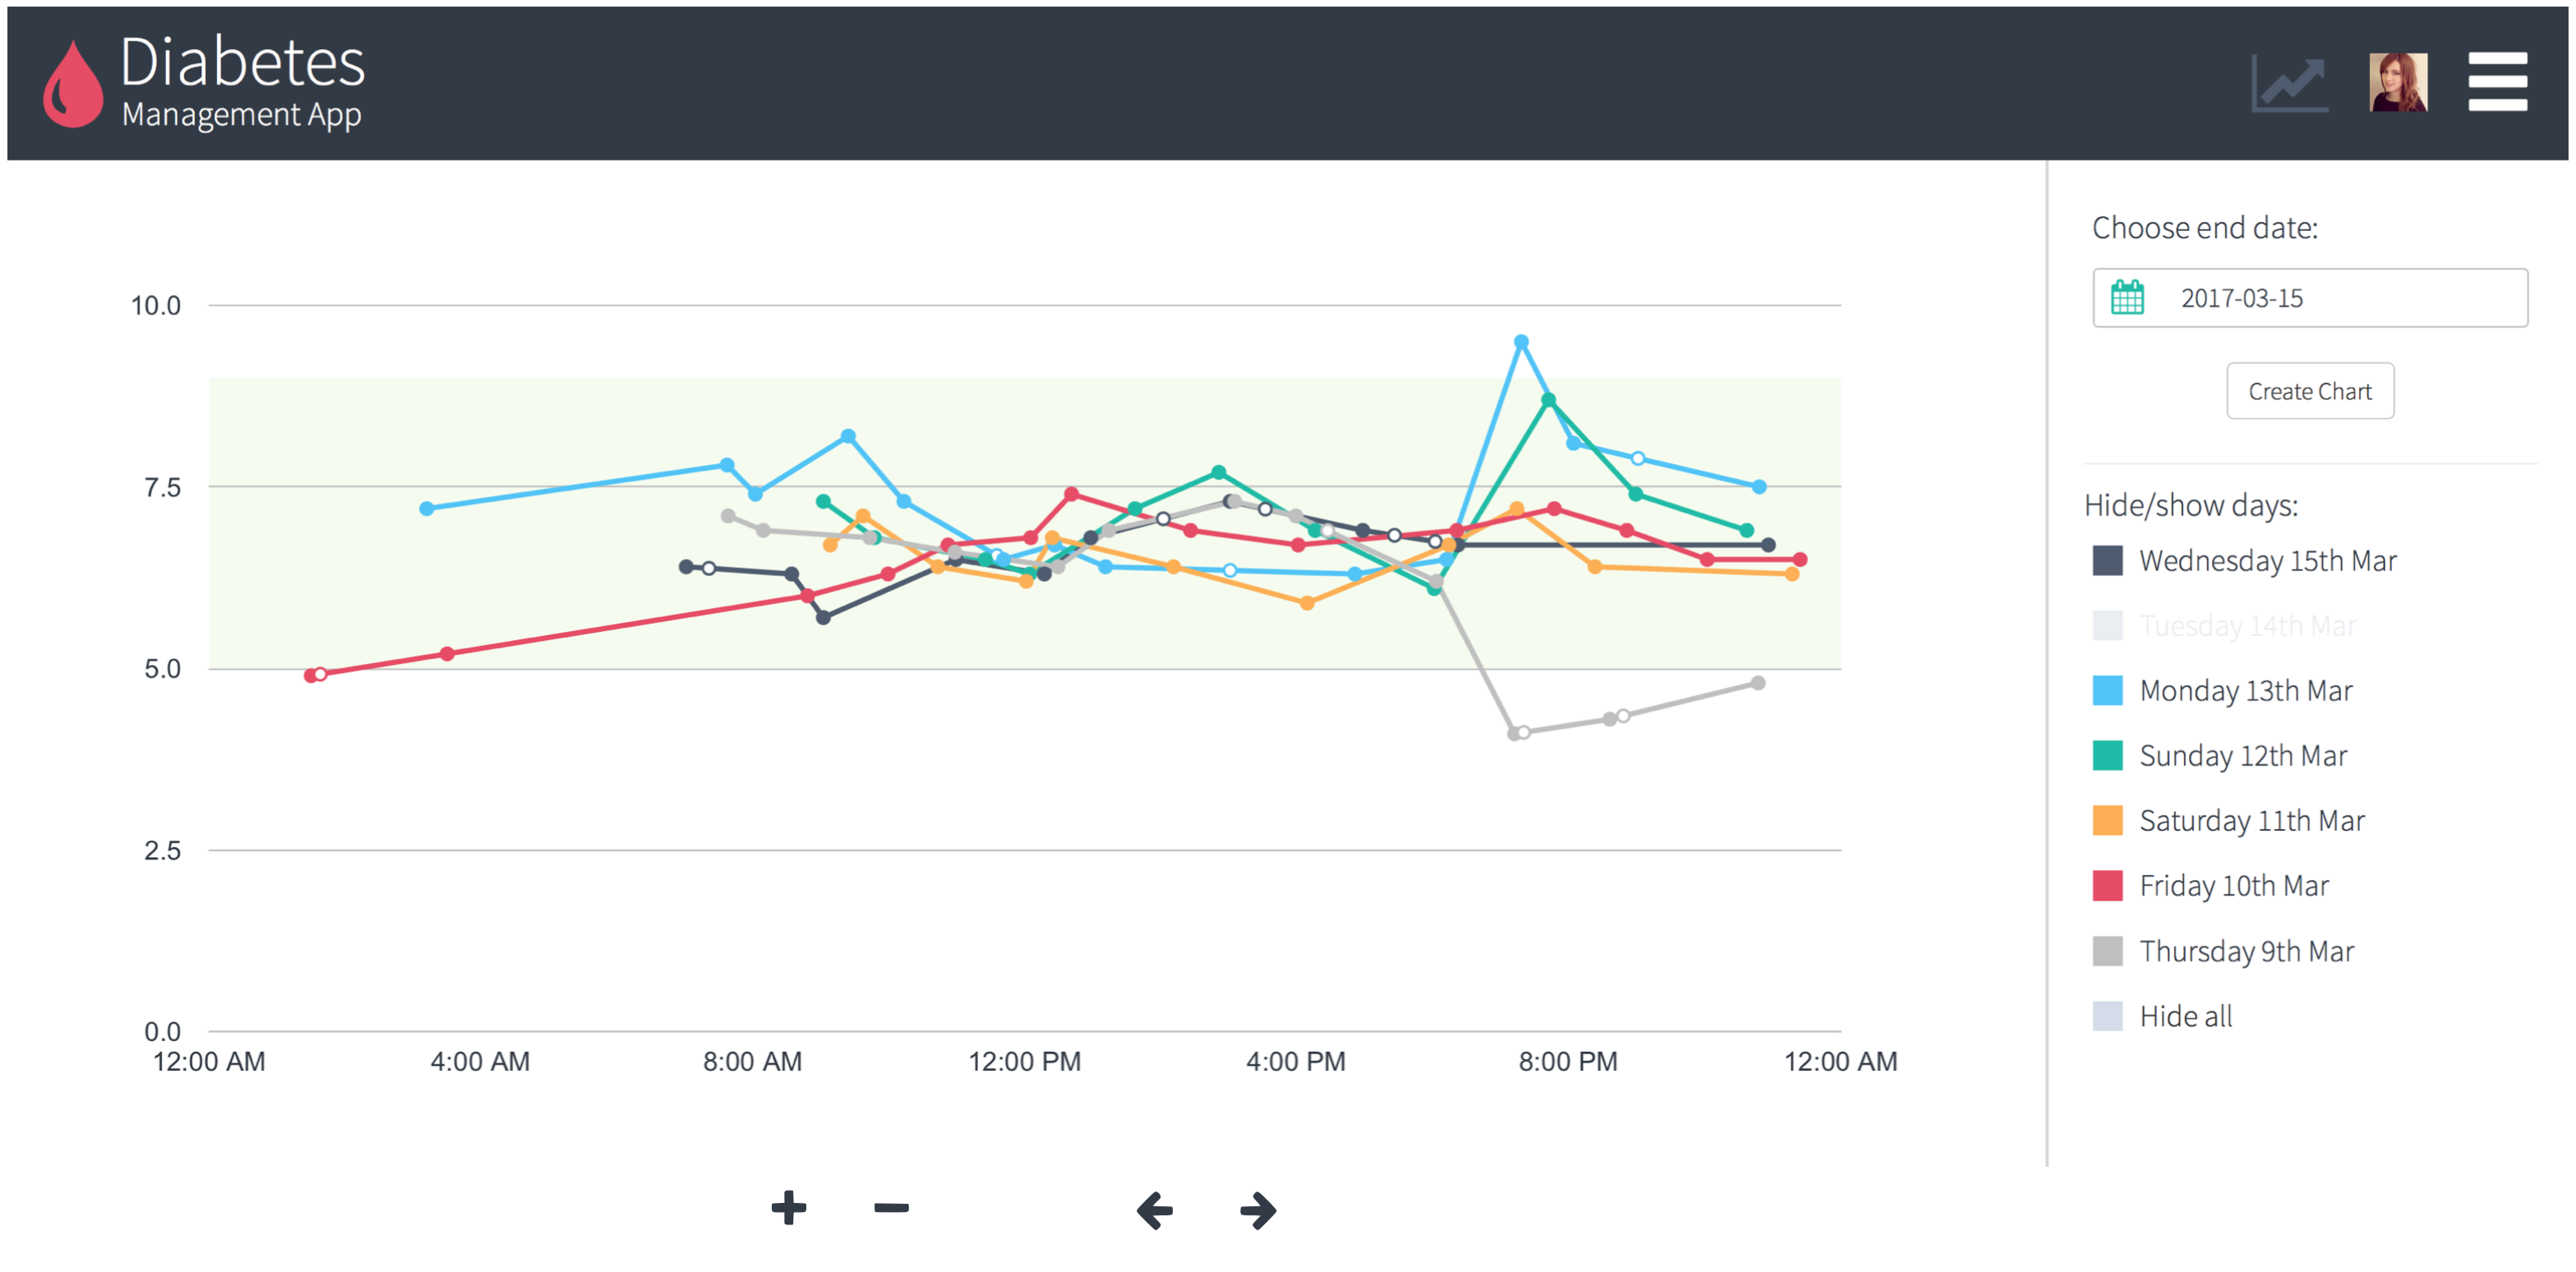 Diabetes
Management App
10.0
7.5
5.0
2.5
0.0
12:00 AM 4:00 AM 8:00 AM 12:00 PM 4:00 PM 8:00 PM 12:00 AM
Choose end date:
2017-03-15
Create Chart
Hide/show days:
Wednesday 15th Mar
Tuesday 14th Mar
Monday 13th Mar
Sunday 12th Mar
Saturday 11th Mar
Friday 10th Mar
Thursday 9th Mar
Hide all